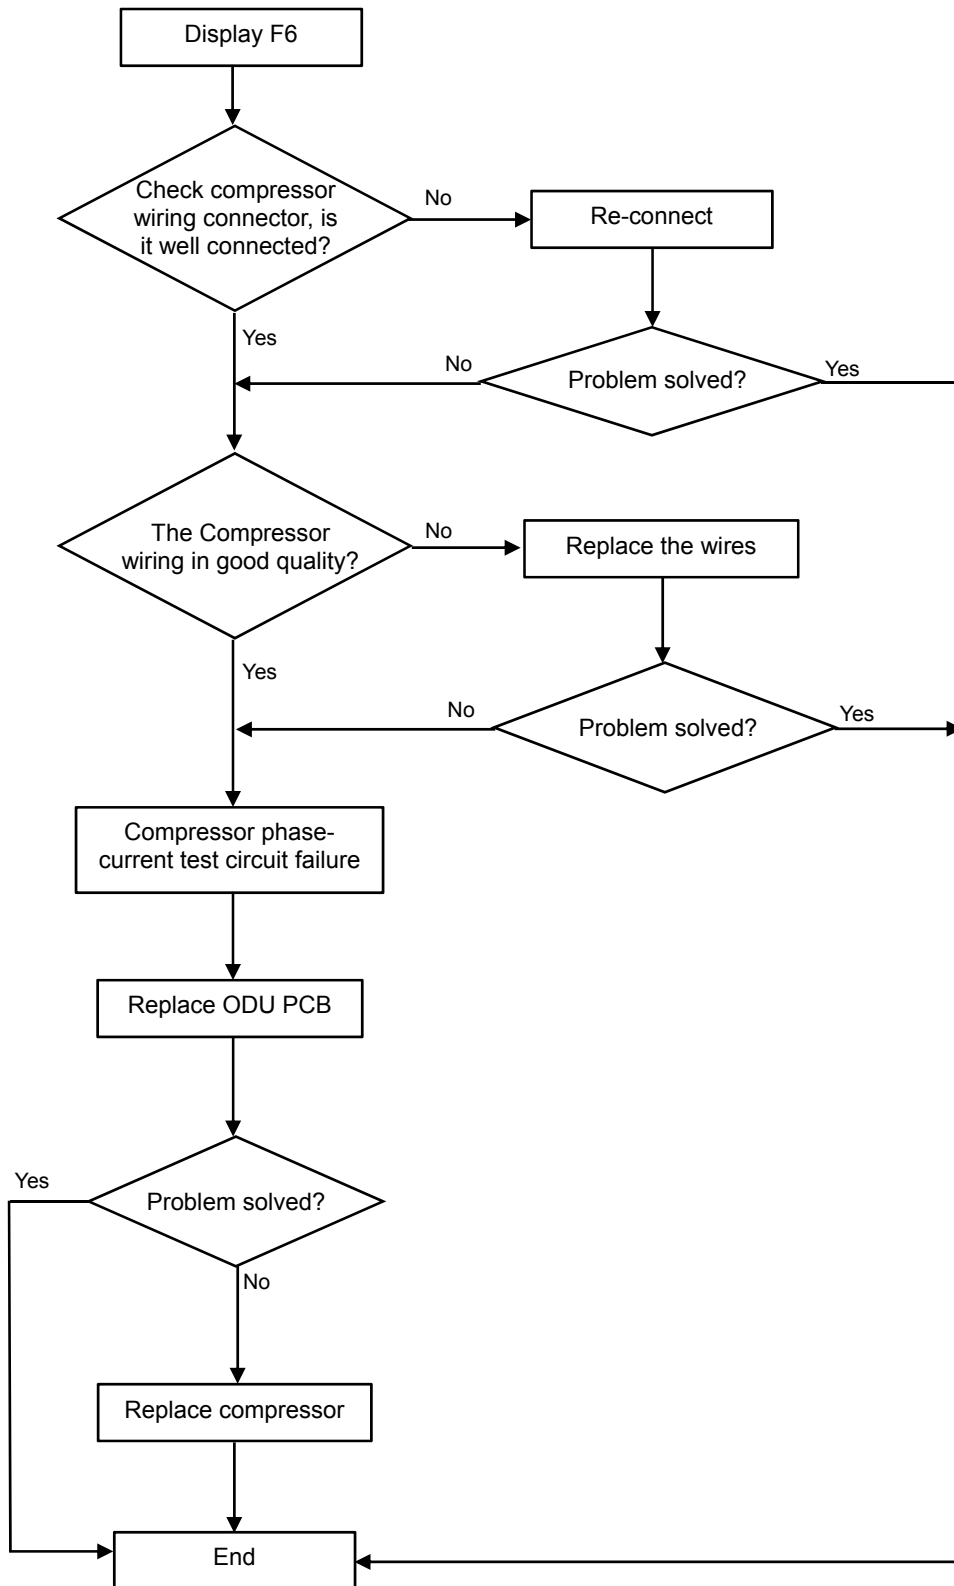 Display F6
Check compressor
wiring connector, is
it well connected?
No
Re-connect
Yes
No
Problem solved?
Yes
The Compressor
wiring in good quality?
No
Replace the wires
Yes
No
Problem solved?
Yes
Compressor phase-
current test circuit failure
Replace ODU PCB
Yes
Problem solved?
No
Replace compressor
End